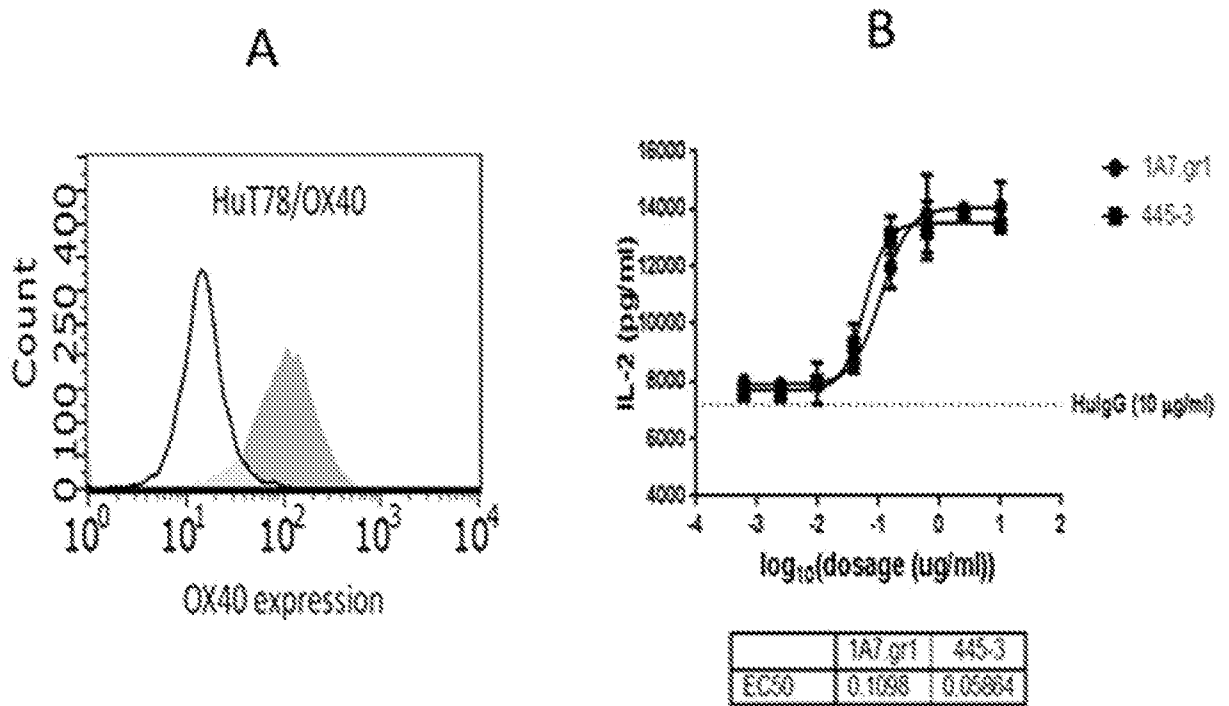 A
HuT78/OX40
Count
0 100 250 400
10^0 10^1 10^2 10^3 10^4
OX40 expression
B
16000
14000
12000
10000
8000
6000
4000
IL-2 (pg/ml)
1A7.gr1
445-3
HuIgG (10 µg/ml)
-4 -3 -2 -1 0 1 2
log10(dosage (ug/ml))
1A7.gr1 445-3
EC50 0.1098